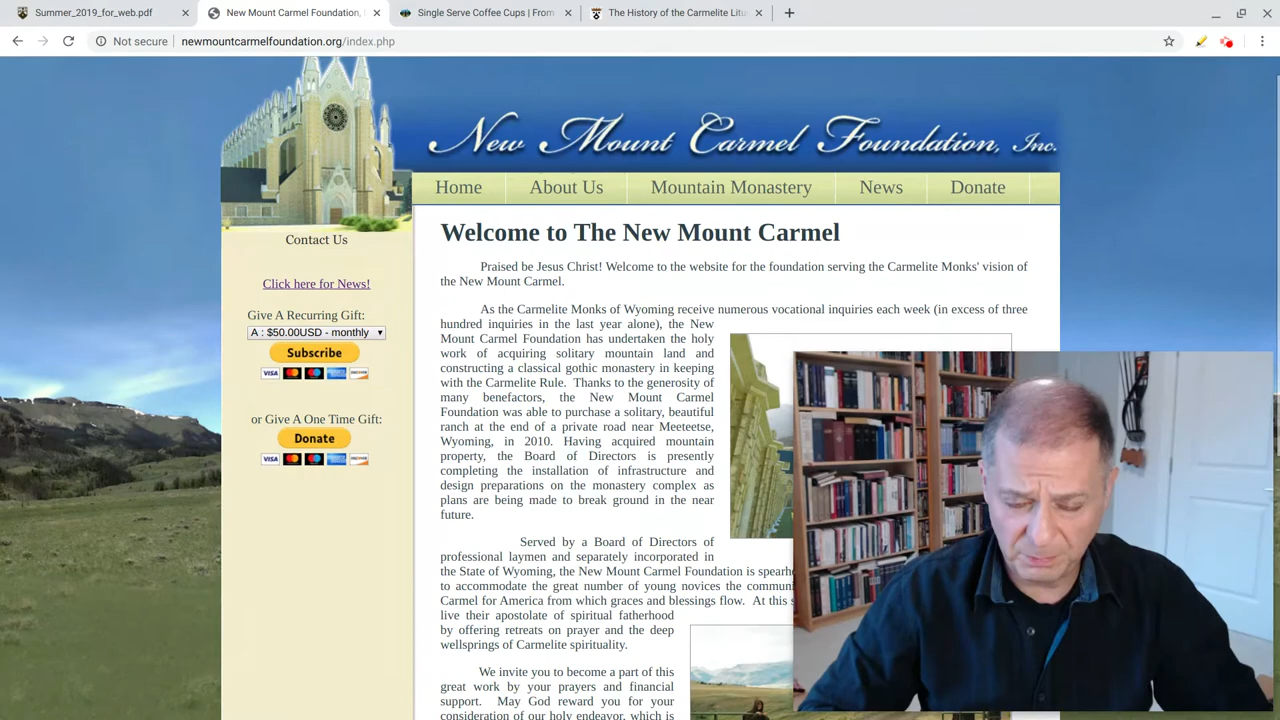 Summer_2019_for_web.pdf
New Mount Carmel Foundation,
Single Serve Coffee Cups | From
The History of the Carmelite Litu
Not secure
newmountcarmelfoundation.org/index.php
New Mount Carmel Foundation, Inc.
Home
About Us
Mountain Monastery
News
Donate
Contact Us
Click here for News!
Give A Recurring Gift:
A : $50.00USD - monthly
Subscribe
VISA
DISCOVER
or Give A One Time Gift:
Donate
VISA
DISCOVER
Welcome to The New Mount Carmel
Praised be Jesus Christ! Welcome to the website for the foundation serving the Carmelite Monks' vision of
the New Mount Carmel.
As the Carmelite Monks of Wyoming receive numerous vocational inquiries each week (in excess of three
hundred inquiries in the last year alone), the New
Mount Carmel Foundation has undertaken the holy
work of acquiring solitary mountain land and
constructing a classical gothic monastery in keeping
with the Carmelite Rule. Thanks to the generosity of
many benefactors, the New Mount Carmel
Foundation was able to purchase a solitary, beautiful
ranch at the end of a private road near Meeteetse,
Wyoming, in 2010. Having acquired mountain
property, the Board of Directors is presently
completing the installation of infrastructure and
design preparations on the monastery complex as
plans are being made to break ground in the near
future.
Served by a Board of Directors of
professional laymen and separately incorporated in
the State of Wyoming, the New Mount Carmel Foundation is spearh
to accommodate the great number of young novices the communi
Carmel for America from which graces and blessings flow. At this s
live their apostolate of spiritual fatherhood
by offering retreats on prayer and the deep
wellsprings of Carmelite spirituality.
We invite you to become a part of this
great work by your prayers and financial
support. May God reward you for your
consideration of our holy endeavor, which is